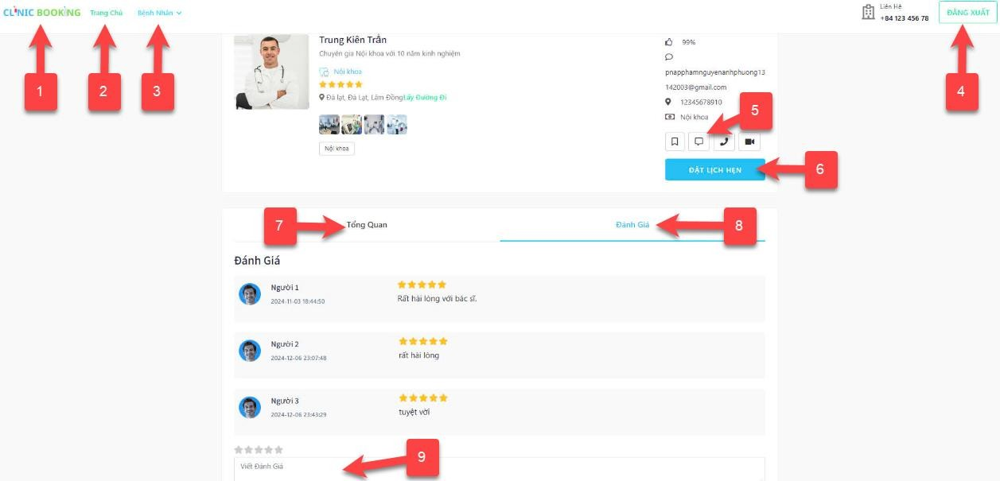 CLINIC BOOKING
Trang Chủ
Bệnh Nhân
Liên Hệ
+84 123 456 78
ĐĂNG XUẤT
1
2
3
4
Trung Kiên Trần
Chuyên gia Nội khoa với 10 năm kinh nghiệm
Nội khoa
Đà lạt, Đà Lạt, Lâm ĐồngLấy Đường Đi
Nội khoa
99%
pnapphamnguyenanhphuong13
142003@gmail.com
12345678910
Nội khoa
5
ĐẶT LỊCH HẸN
6
7
Tổng Quan
Đánh Giá
8
Đánh Giá
Người 1
2024-11-03 18:44:50
Rất hài lòng với bác sĩ.
Người 2
2024-12-06 23:07:48
rất hài lòng
Người 3
2024-12-06 23:43:29
tuyệt vời
Viết Đánh Giá
9